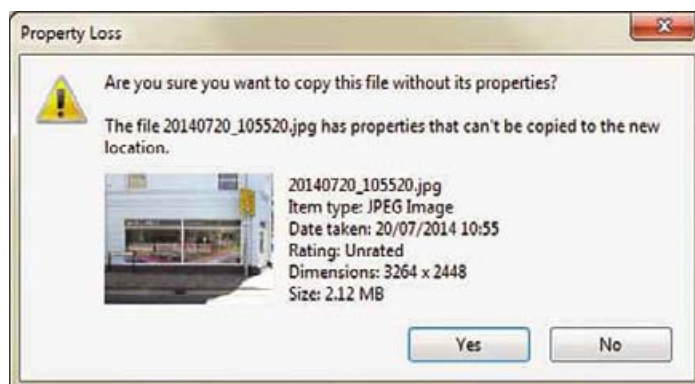 Property Loss
Are you sure you want to copy this file without its properties?
The file 20140720_105520.jpg has properties that can't be copied to the new
location.
20140720_105520.jpg
Item type: JPEG Image
Date taken: 20/07/2014 10:55
Rating: Unrated
Dimensions: 3264 x 2448
Size: 2.12 MB
Yes
No